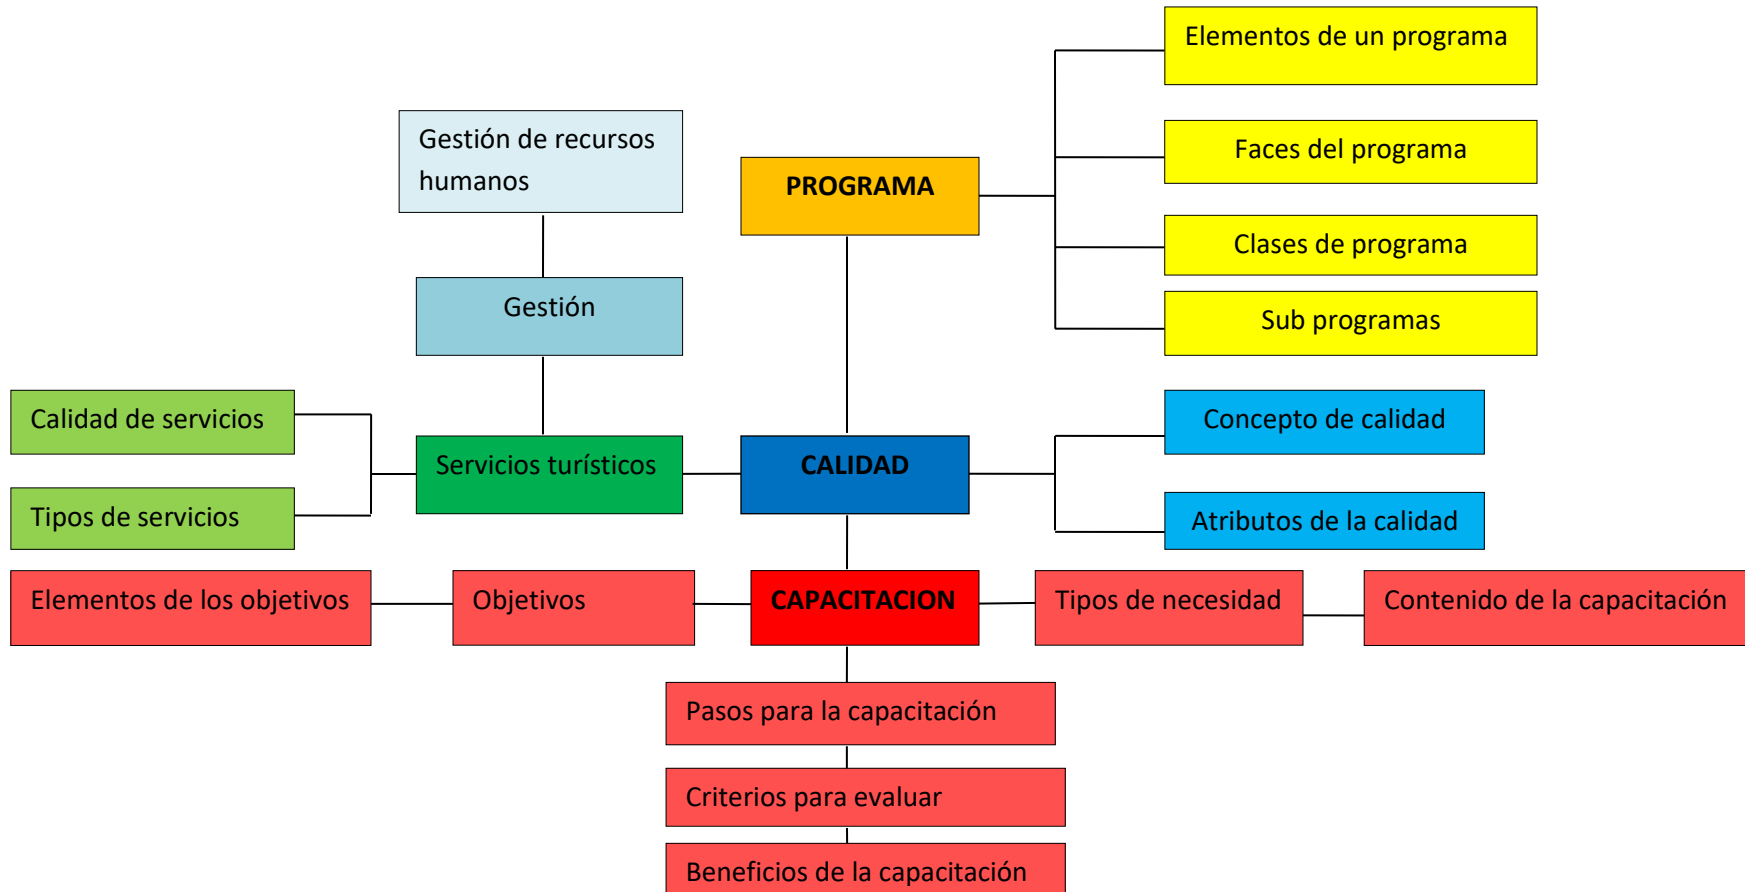 Elementos de un programa
Gestión de recursos
humanos
Faces del programa
PROGRAMA
Clases de programa
Gestión
Sub programas
Calidad de servicios
Concepto de calidad
Servicios turísticos
CALIDAD
Tipos de servicios
Atributos de la calidad
Elementos de los objetivos
Objetivos
CAPACITACION
Tipos de necesidad
Contenido de la capacitación
Pasos para la capacitación
Criterios para evaluar
Beneficios de la capacitación